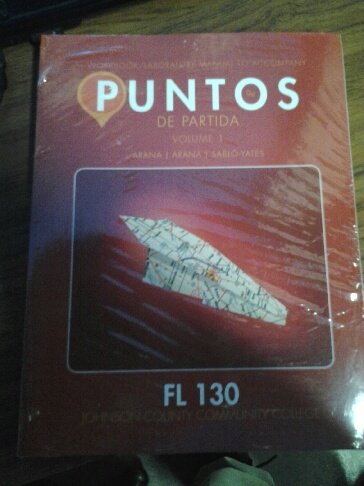 WORKBOOK/LABORATORY MANUAL TO ACCOMPANY
PUNTOS
DE PARTIDA
VOLUME 1
ARANA | ARANA | SABLÓ-YATES
FL 130
JOHNSON COUNTY COMMUNITY COLLEGE